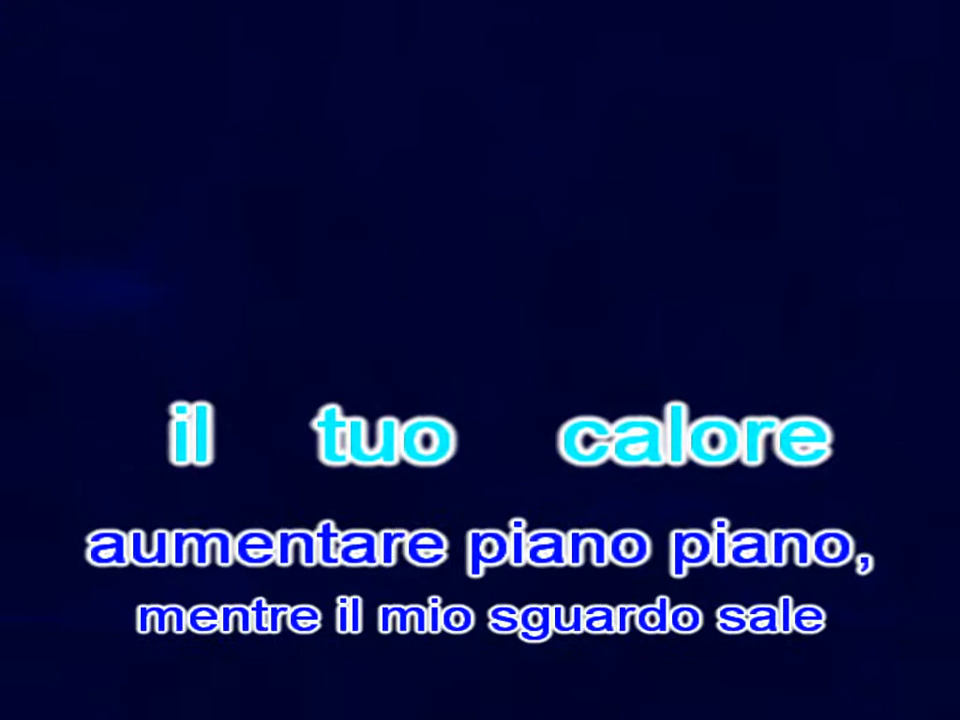 il tuo calore
aumentare piano piano,
mentre il mio sguardo sale